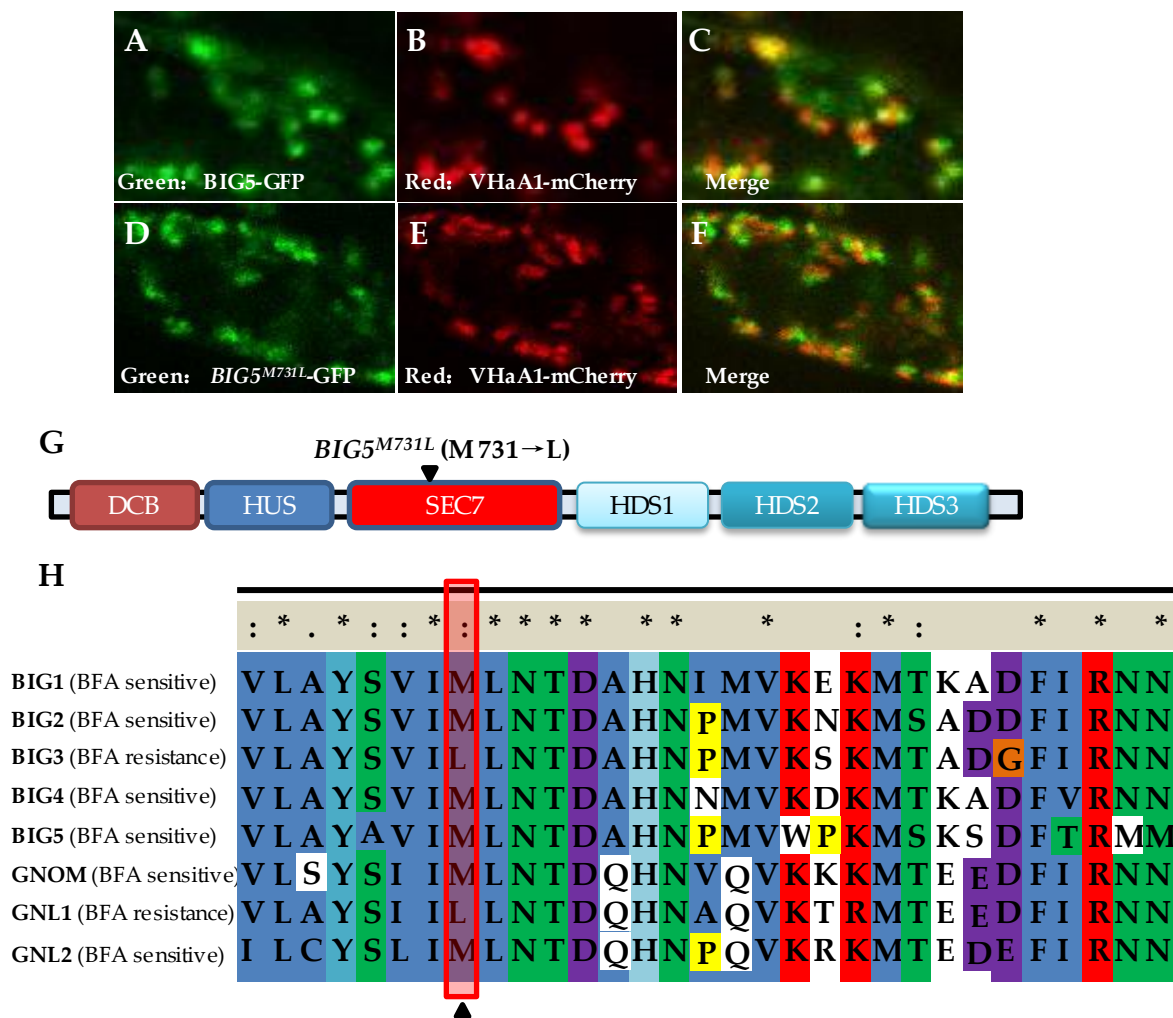 A
B
C
Green: BIG5-GFP
Red: VHaA1-mCherry
Merge
D
E
F
Green: BIG5M731L-GFP
Red: VHaA1-mCherry
Merge
G
BIG5M731L (M731→L)
DCB HUS SEC7 HDS1 HDS2 HDS3
H
: * . * : : * : * * * * * * * : * : * * *
BIG1 (BFA sensitive) V L A Y S V I M L N T D A H N I M V K E K M T K A D F I R N N
BIG2 (BFA sensitive) V L A Y S V I M L N T D A H N P M V K N K M S A D D F I R N N
BIG3 (BFA resistance) V L A Y S V I L L N T D A H N P M V K S K M T A D G F I R N N
BIG4 (BFA sensitive) V L A Y S V I M L N T D A H N N M V K D K M T K A D F V R N N
BIG5 (BFA sensitive) V L A Y A V I M L N T D A H N P M V W P K M S K S D F T R M M
GNOM (BFA sensitive) V L S Y S I I M L N T D Q H N V Q V K K K M T E E D F I R N N
GNL1 (BFA resistance) V L A Y S I I L L N T D Q H N A Q V K T R M T E E D F I R N N
GNL2 (BFA sensitive) I L C Y S L I M L N T D Q H N P Q V K R K M T E D E F I R N N